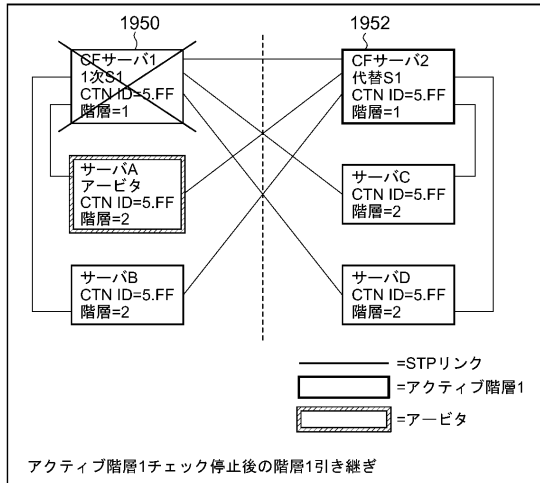 1950
1952
CFサーバ1
1次S1
CTN ID=5.FF
階層=1
CFサーバ2
代替S1
CTN ID=5.FF
階層=1
サーバA
アービタ
CTN ID=5.FF
階層=2
サーバC
CTN ID=5.FF
階層=2
サーバB
CTN ID=5.FF
階層=2
サーバD
CTN ID=5.FF
階層=2
=STPリンク
=アクティブ階層1
=アービタ
アクティブ階層1チェック停止後の階層1引き継ぎ